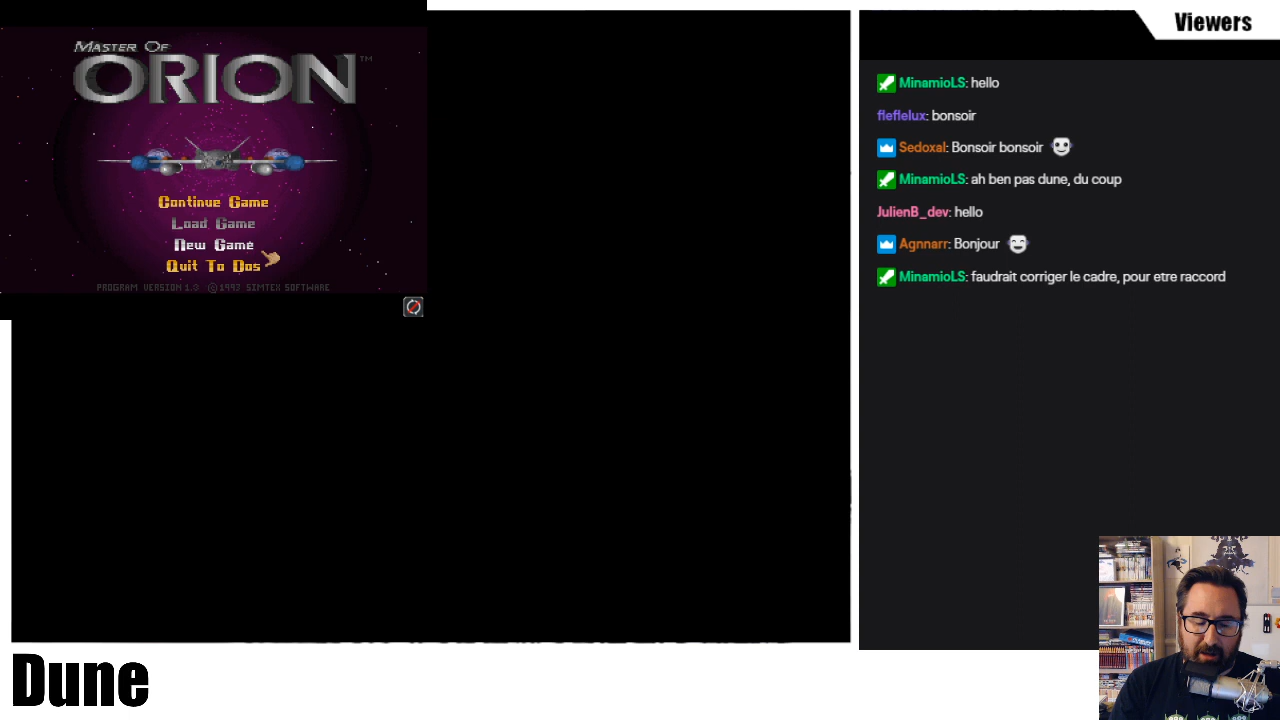 MASTER OF
ORION™
Continue Game
Load Game
New Game
Quit To Dos
PROGRAM VERSION 1.3 ©1993 SIMTEX SOFTWARE
Viewers
MinamioLS: hello
fleflelux: bonsoir
Sedoxal: Bonsoir bonsoir
MinamioLS: ah ben pas dune, du coup
JulienB_dev: hello
Agnnarr: Bonjour
MinamioLS: faudrait corriger le cadre, pour etre raccord
Dune